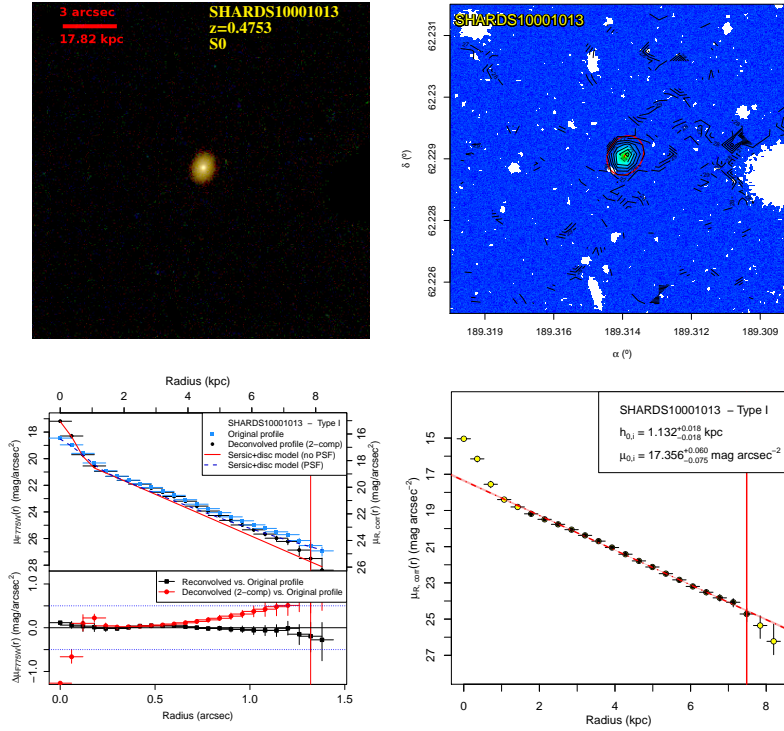 3 arcsec
17.82 kpc
SHARDS10001013
z=0.4753
S0
SHARDS10001013
62.231
62.23
62.229
62.228
62.226
δ (º)
189.319
189.316
189.314
189.312
189.309
α (º)
Radius (kpc)
0
2
4
6
8
SHARDS10001013 − Type I
Original profile
Deconvolved profile (2−comp)
Sersic+disc model (no PSF)
Sersic+disc model (PSF)
18
20
22
24
26
28
μF775W(r) (mag/arcsec²)
16
18
20
22
24
26
μR, corr(r) (mag/arcsec²)
Reconvolved vs. Original profile
Deconvolved (2−comp) vs. Original profile
1.0
0.0
−1.0
ΔμF775W(r) (mag/arcsec²)
0.0
0.5
1.0
1.5
Radius (arcsec)
SHARDS10001013 − Type I
h0,i = 1.132 +0.018 −0.018 kpc
μ0,i = 17.356 +0.060 −0.075 mag arcsec−2
15
17
19
21
23
25
27
μR, corr(r) (mag arcsec−2)
0
2
4
6
8
Radius (kpc)